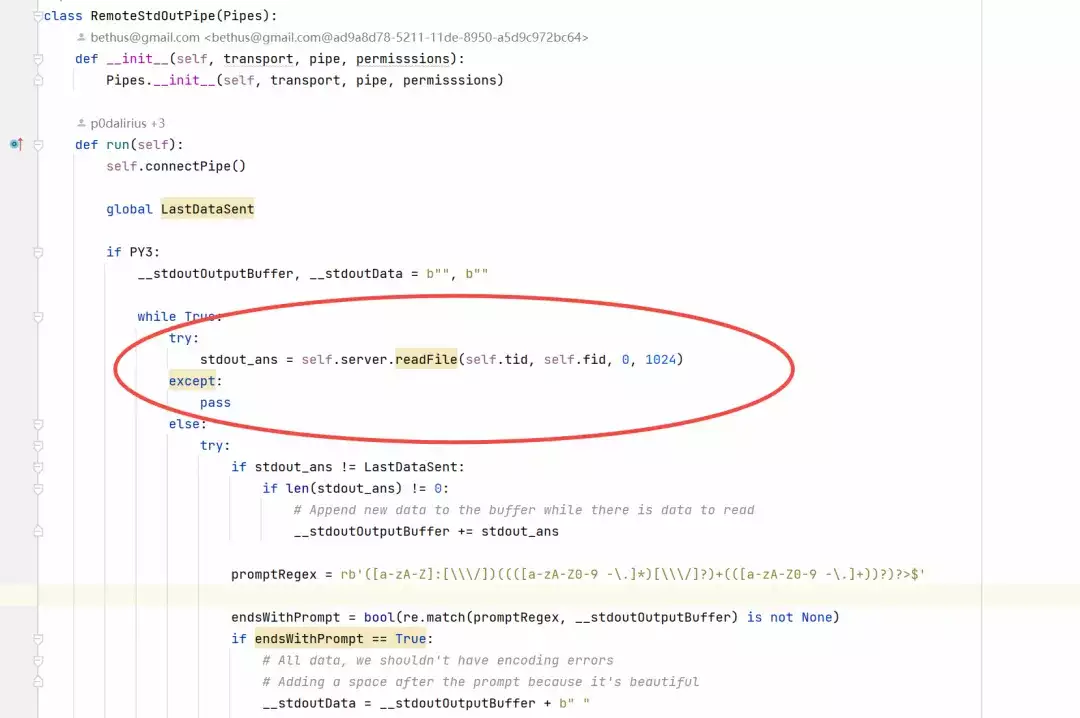 class RemoteStdOutPipe(Pipes):
bethus@gmail.com <bethus@gmail.com@ad9a8d78-5211-11de-8950-a5d9c972bc64>
def __init__(self, transport, pipe, permisssions):
Pipes.__init__(self, transport, pipe, permisssions)
p0dalirius +3
def run(self):
self.connectPipe()
global LastDataSent
if PY3:
__stdoutOutputBuffer, __stdoutData = b"", b""
while True:
try:
stdout_ans = self.server.readFile(self.tid, self.fid, 0, 1024)
except:
pass
else:
try:
if stdout_ans != LastDataSent:
if len(stdout_ans) != 0:
# Append new data to the buffer while there is data to read
__stdoutOutputBuffer += stdout_ans
promptRegex = rb'([a-zA-Z]:[\\\/])((([a-zA-Z0-9 -\.]*)[\\\/]?)+(([a-zA-Z0-9 -\.]+))?)?>$'
endsWithPrompt = bool(re.match(promptRegex, __stdoutOutputBuffer) is not None)
if endsWithPrompt == True:
# All data, we shouldn't have encoding errors
# Adding a space after the prompt because it's beautiful
__stdoutData = __stdoutOutputBuffer + b" "